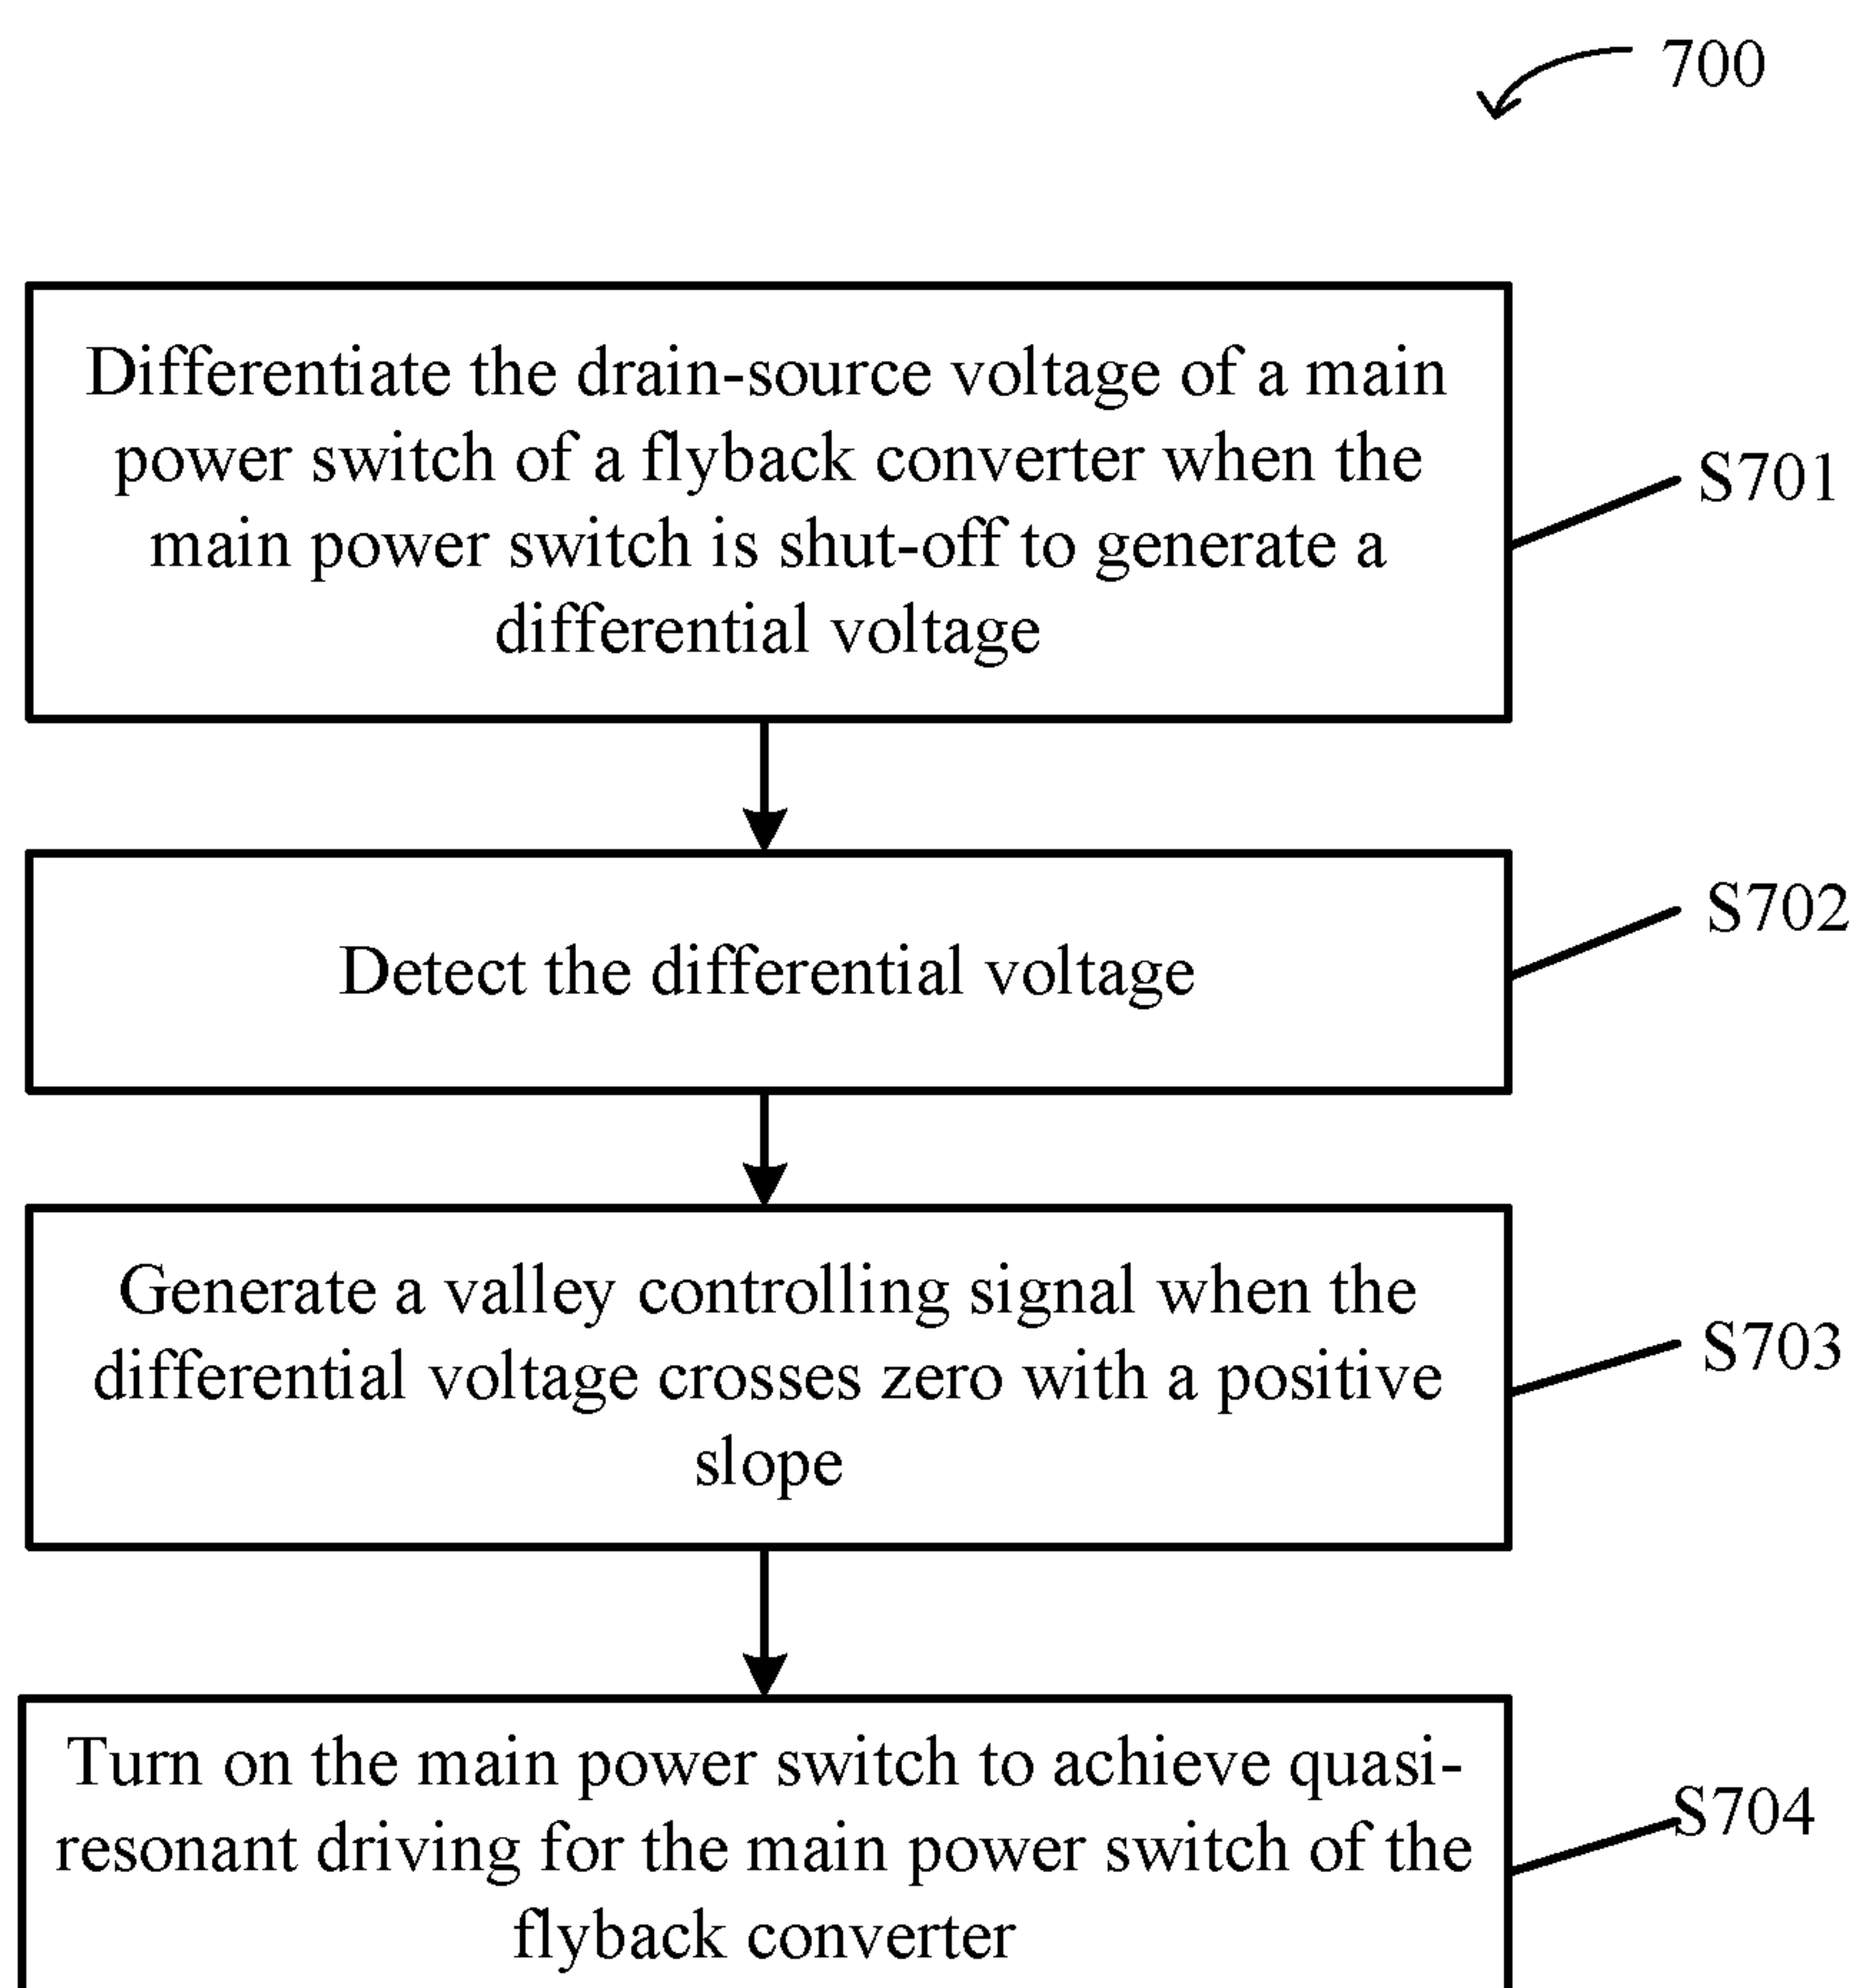 700
Differentiate the drain-source voltage of a main
power switch of a flyback converter when the
main power switch is shut-off to generate a
differential voltage
S701
Detect the differential voltage
S702
Generate a valley controlling signal when the
differential voltage crosses zero with a positive
slope
S703
Turn on the main power switch to achieve quasi-
resonant driving for the main power switch of the
flyback converter
S704